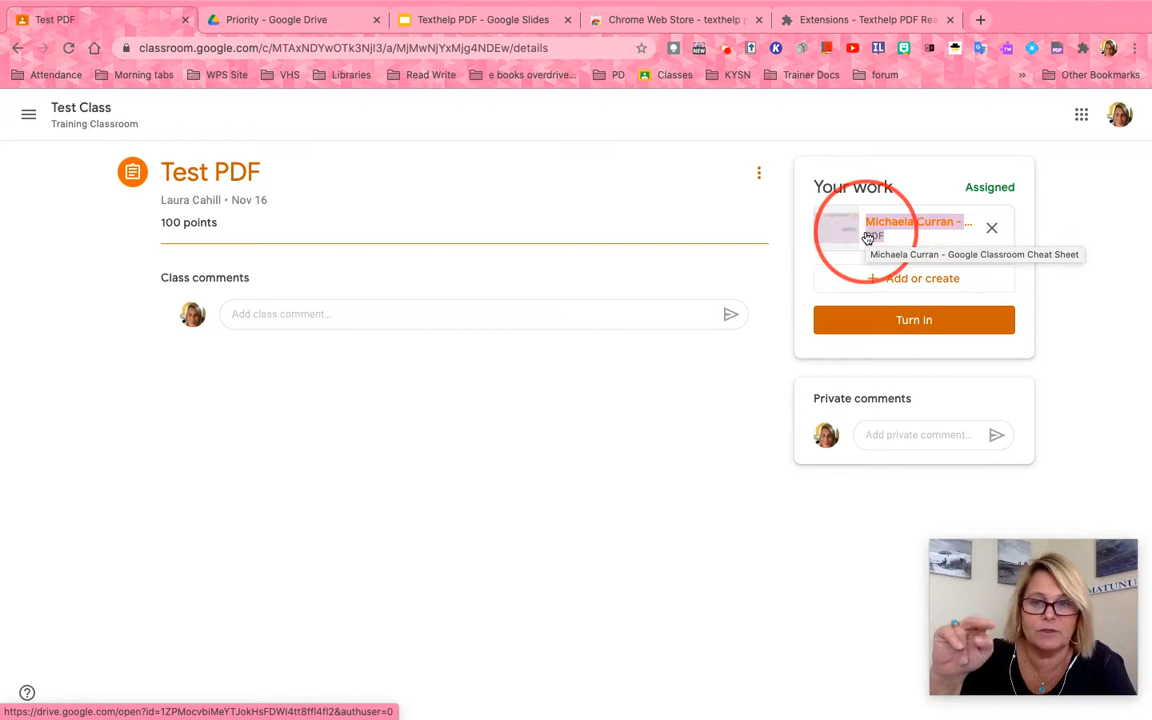 Test PDF
Priority - Google Drive
Texthelp PDF - Google Slides
Chrome Web Store - texthelp p
Extensions - Texthelp PDF Rea
classroom.google.com/c/MTAxNDYwOTk3NjI3/a/MjMwNjYxMjg4NDEw/details
Attendance
Morning tabs
WPS Site
VHS
Libraries
Read Write
e books overdrive...
PD
Classes
KYSN
Trainer Docs
forum
Other Bookmarks
Test Class
Training Classroom
Test PDF
Laura Cahill • Nov 16
100 points
Class comments
Add class comment...
Your work
Assigned
Michaela Curran - ...
PDF
Michaela Curran - Google Classroom Cheat Sheet
+ Add or create
Turn in
Private comments
Add private comment...
MATUNU
https://drive.google.com/open?id=1ZPMocvbiMeYTJokHsFDWl4tt8ffl4fl2&authuser=0